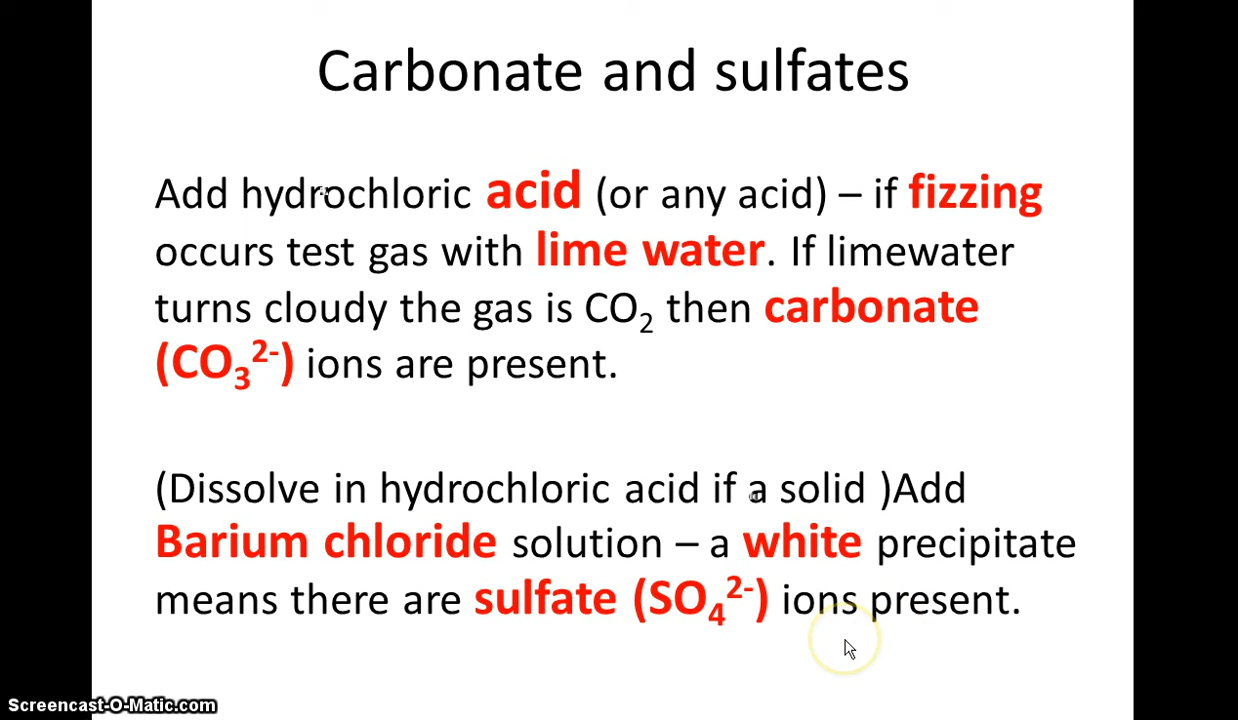 Carbonate and sulfates
Add hydrochloric acid (or any acid) – if fizzing
occurs test gas with lime water. If limewater
turns cloudy the gas is CO₂ then carbonate
(CO₃²⁻) ions are present.
(Dissolve in hydrochloric acid if a solid )Add
Barium chloride solution – a white precipitate
means there are sulfate (SO₄²⁻) ions present.
Screencast-O-Matic.com